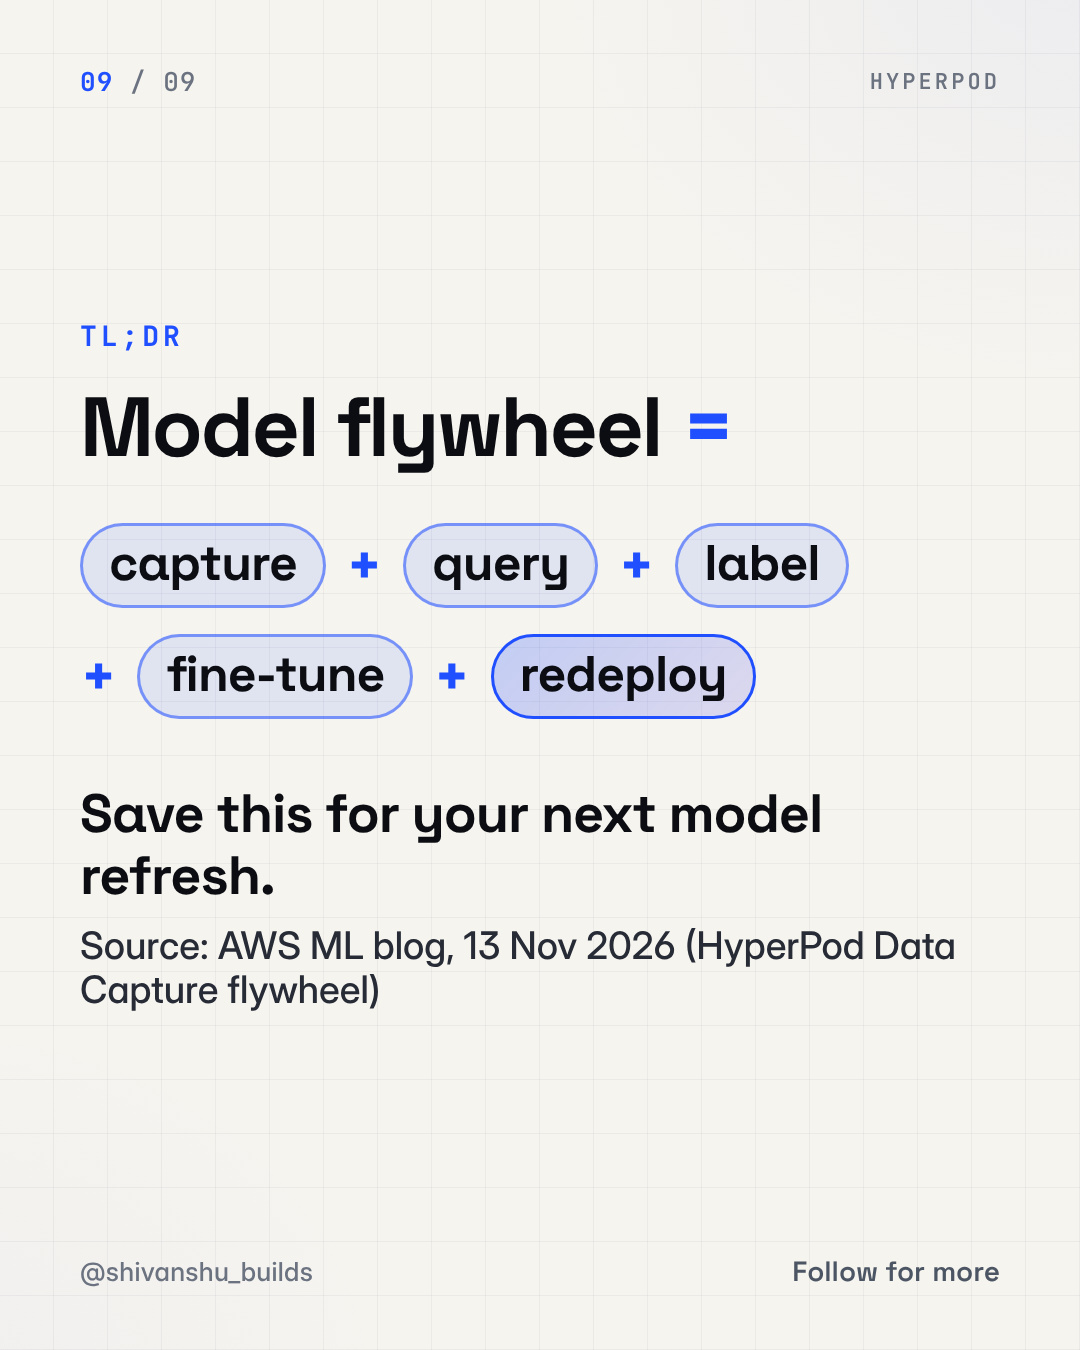 09 / 09
HYPERPOD
TL;DR
Model flywheel =
capture + query + label
+ fine-tune + redeploy
Save this for your next model
refresh.
Source: AWS ML blog, 13 Nov 2026 (HyperPod Data
Capture flywheel)
@shivanshu_builds
Follow for more